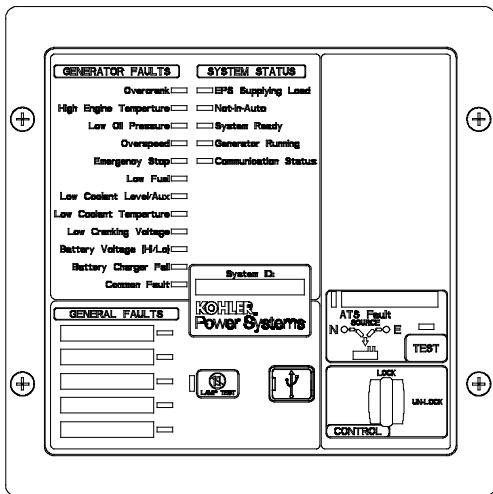 GENERATOR FAULTS
Overcrank
High Engine Temperture
Low Oil Pressure
Overspeed
Emergency Stop
Low Fuel
Low Coolent Level/Aux
Low Coolant Temperture
Low Cranking Voltage
Battery Voltage (Hi/Lo)
Battery Charger Fail
Common Fault
SYSTEM STATUS
EPS Supplying Load
Not-In-Auto
System Ready
Generator Running
Communication Status
System ID:
KOHLER
Power Systems
GENERAL FAULTS
LAMP TEST
ATS Fault
SOURCE
N E
TEST
LOCK
UN-LOCK
CONTROL